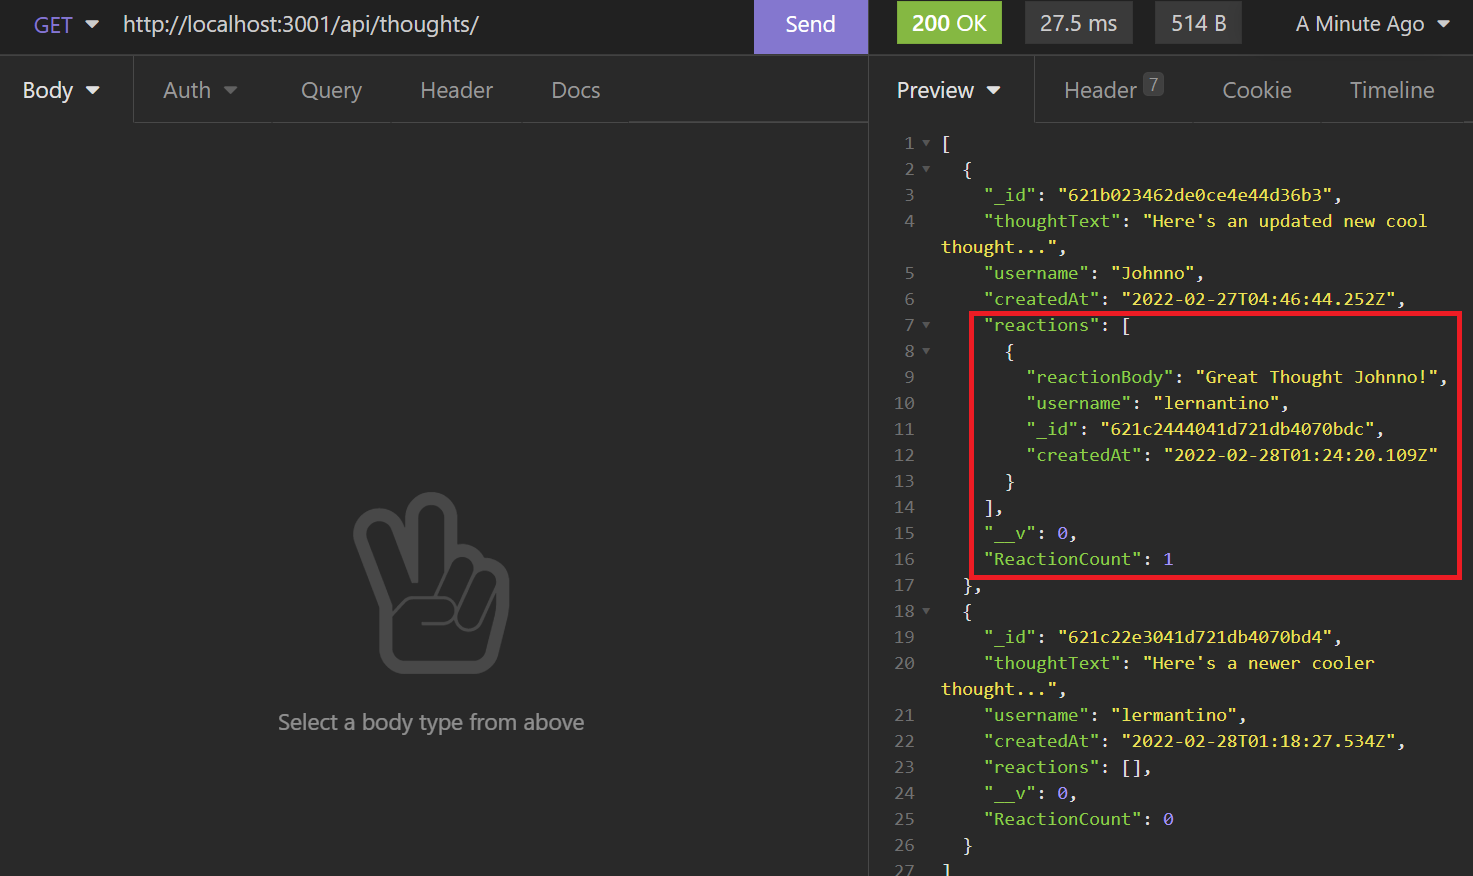 GET http://localhost:3001/api/thoughts/ Send 200 OK 27.5 ms 514 B A Minute Ago
Body Auth Query Header Docs
Select a body type from above
Preview Header 7 Cookie Timeline
1 [
2 {
3 "_id": "621b023462de0ce4e44d36b3",
4 "thoughtText": "Here's an updated new cool
thought...",
5 "username": "Johnno",
6 "createdAt": "2022-02-27T04:46:44.252Z",
7 "reactions": [
8 {
9 "reactionBody": "Great Thought Johnno!",
10 "username": "lernantino",
11 "_id": "621c2444041d721db4070bdc",
12 "createdAt": "2022-02-28T01:24:20.109Z"
13 }
14 ],
15 "__v": 0,
16 "ReactionCount": 1
17 },
18 {
19 "_id": "621c22e3041d721db4070bd4",
20 "thoughtText": "Here's a newer cooler
thought...",
21 "username": "lermantino",
22 "createdAt": "2022-02-28T01:18:27.534Z",
23 "reactions": [],
24 "__v": 0,
25 "ReactionCount": 0
26 }
27 ]